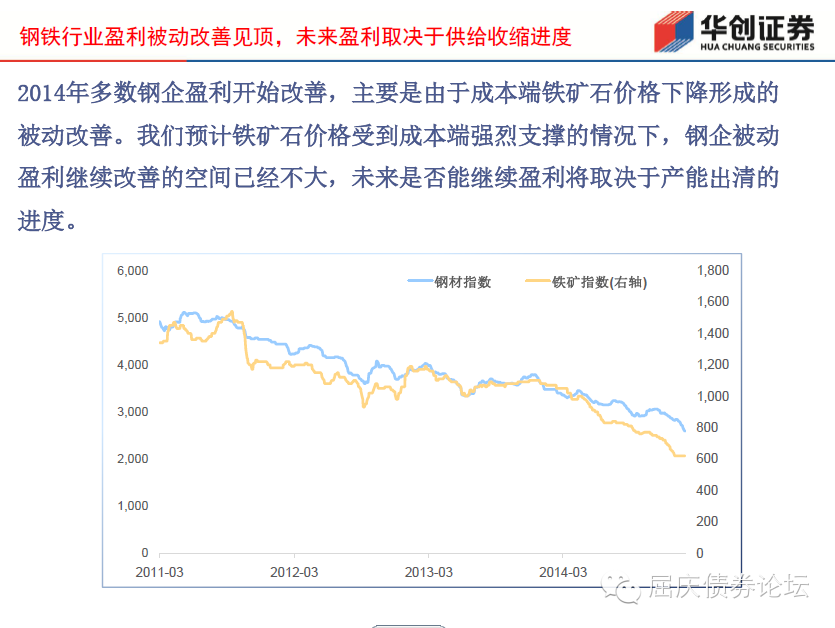 钢铁行业盈利被动改善见顶，未来盈利取决于供给收缩进度
华创证券
HUA CHUANG SECURITIES
2014年多数钢企盈利开始改善，主要是由于成本端铁矿石价格下降形成的
被动改善。我们预计铁矿石价格受到成本端强烈支撑的情况下，钢企被动
盈利继续改善的空间已经不大，未来是否能继续盈利将取决于产能出清的
进度。
钢材指数 铁矿指数(右轴)
6,000 1,800
5,000 1,600
4,000 1,400
3,000 1,200
2,000 1,000
1,000 800
0 600
400
200
0
2011-03 2012-03 2013-03 2014-03
屈庆债券论坛